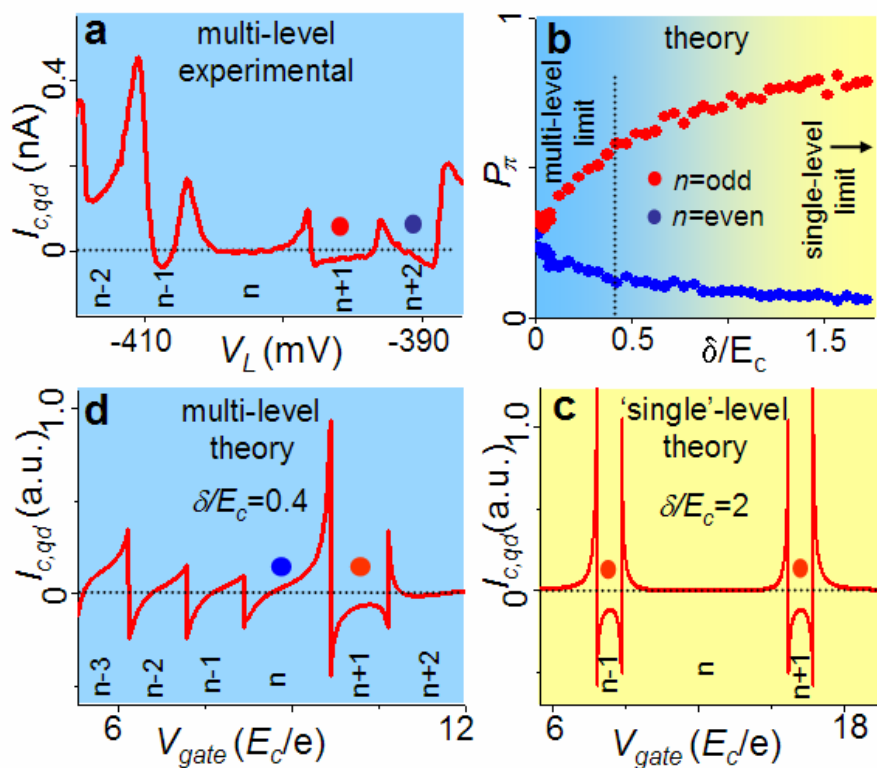 a
multi-level
experimental
I_c,qd (nA)
0.4
0
n-2
n-1
n
n+1
n+2
-410
-390
V_L (mV)
b
theory
P_π
1
0
multi-level
limit
n=odd
n=even
single-level
limit
0
0.5
1
1.5
δ/E_c
d
multi-level
theory
δ/E_c=0.4
I_c,qd (a.u.)
1.0
0
n-3
n-2
n-1
n
n+1
n+2
6
12
V_gate (E_c/e)
c
'single'-level
theory
δ/E_c=2
I_c,qd(a.u.)
1.0
0
n-1
n
n+1
6
18
V_gate (E_c/e)